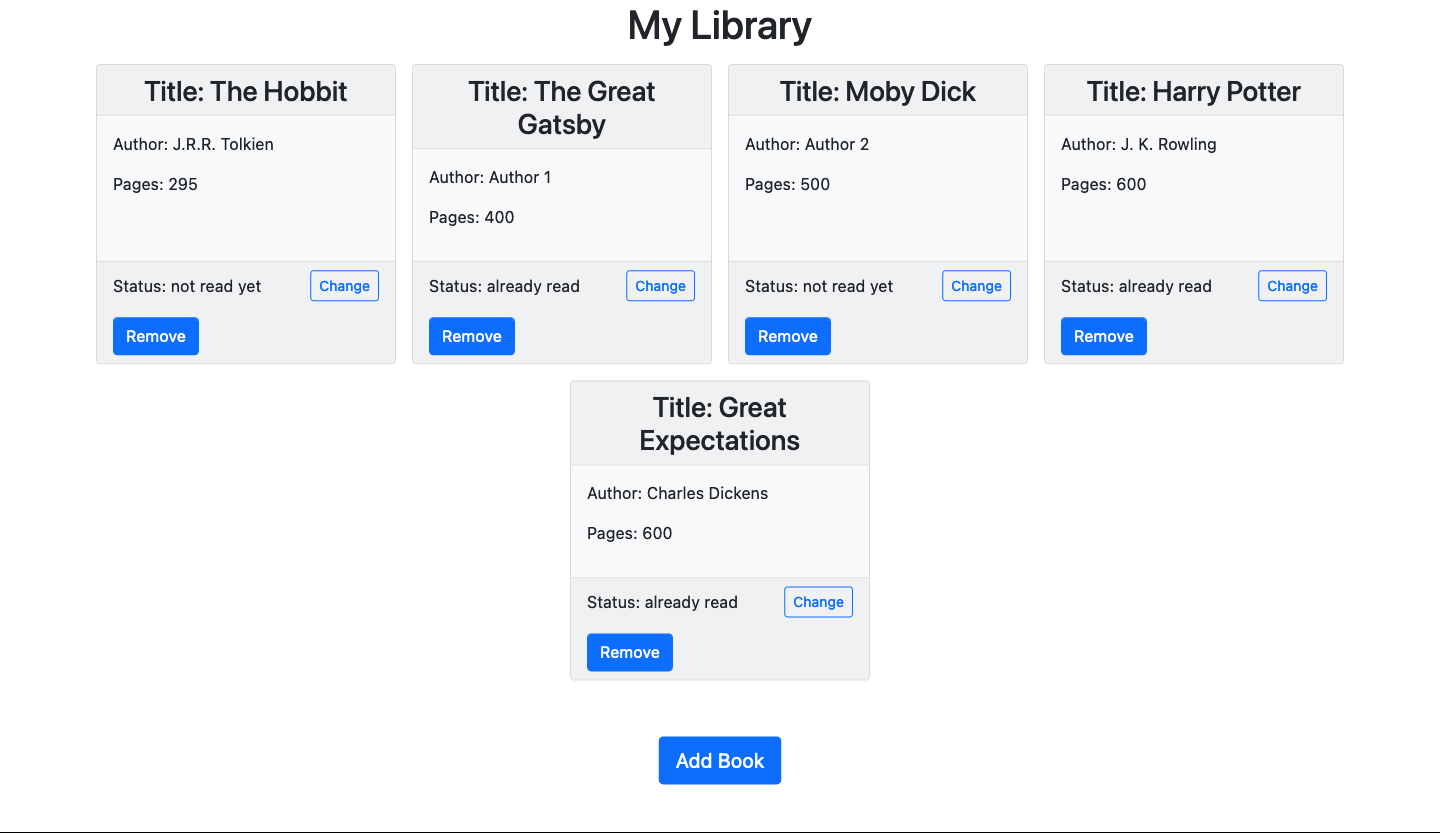 My Library
Title: The Hobbit
Author: J.R.R. Tolkien
Pages: 295
Status: not read yet
Change
Remove
Title: The Great
Gatsby
Author: Author 1
Pages: 400
Status: already read
Change
Remove
Title: Moby Dick
Author: Author 2
Pages: 500
Status: not read yet
Change
Remove
Title: Harry Potter
Author: J. K. Rowling
Pages: 600
Status: already read
Change
Remove
Title: Great
Expectations
Author: Charles Dickens
Pages: 600
Status: already read
Change
Remove
Add Book